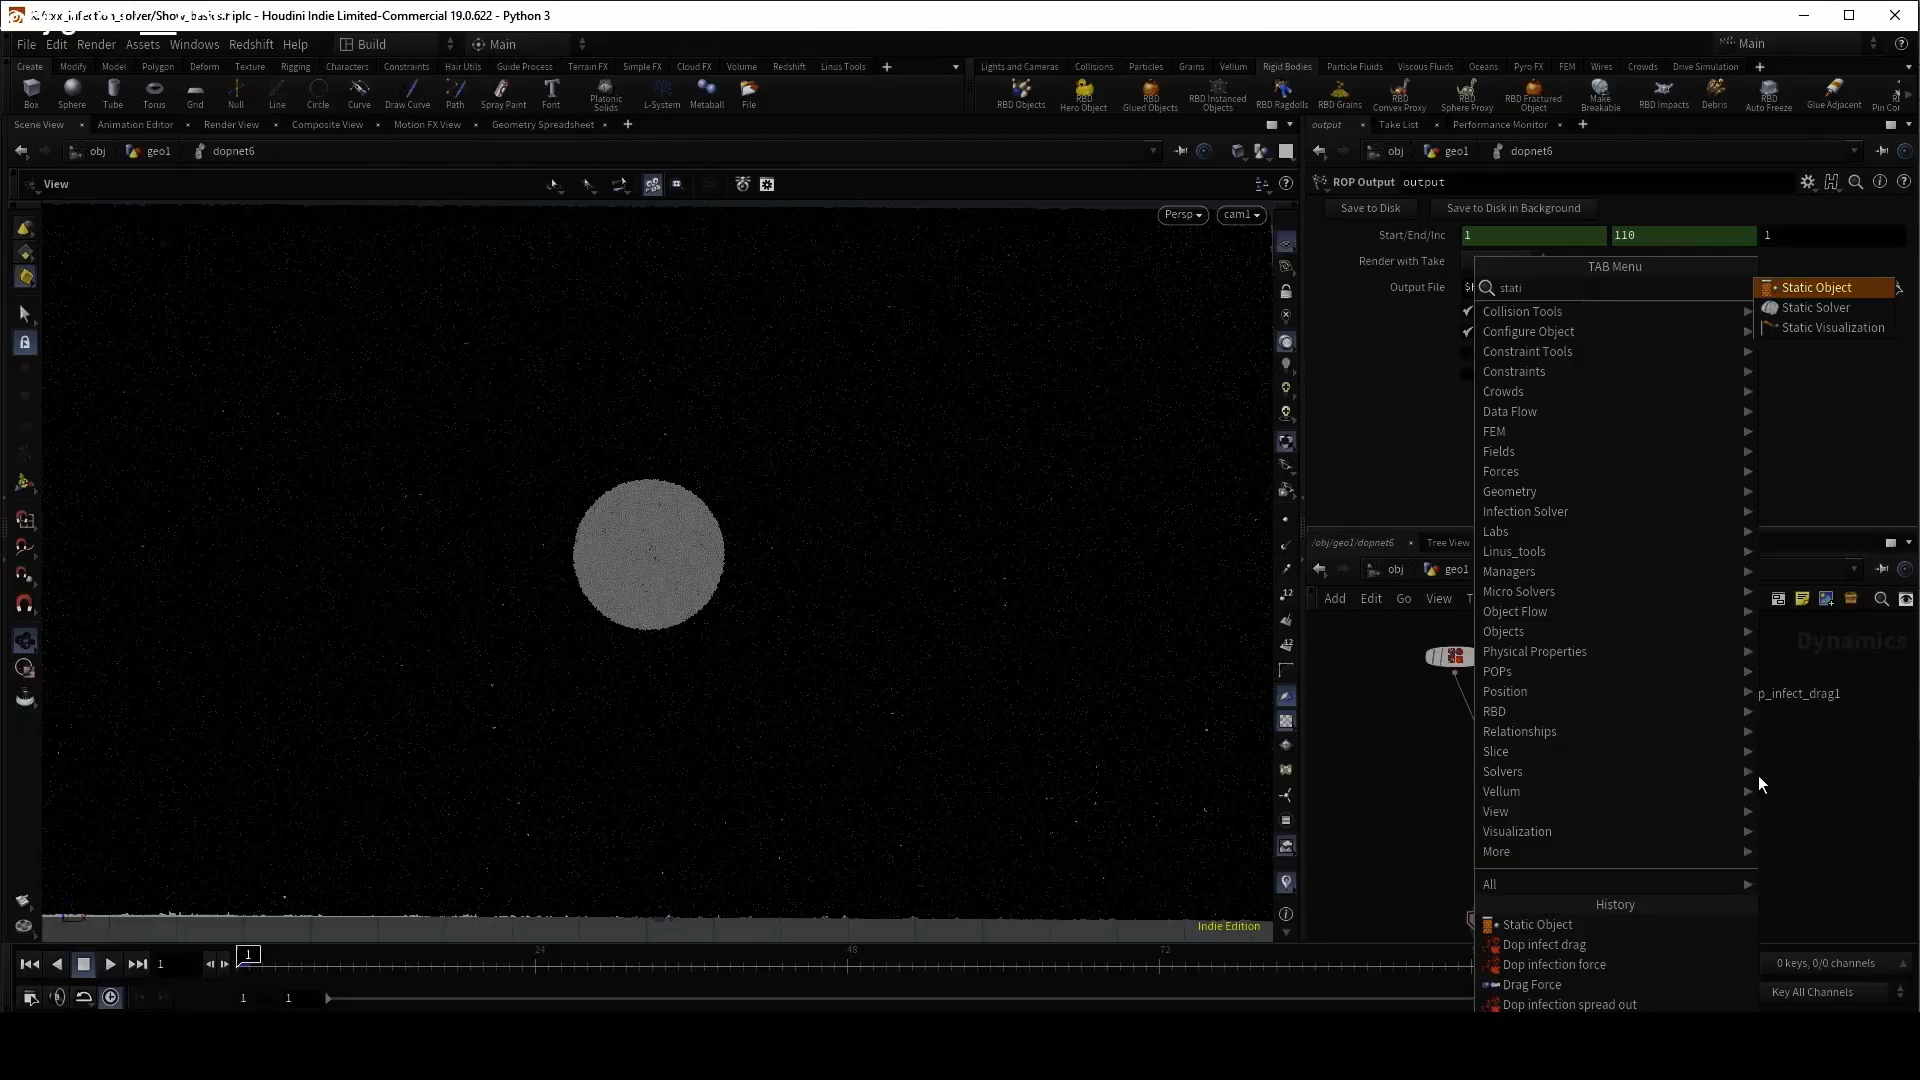 _infection_solver/Show_basics.hiplc - Houdini Indie Limited-Commercial 19.0.622 - Python 3
File Edit Render Assets Windows Redshift Help Build Main Main
Create Modify Model Polygon Deform Texture Rigging Characters Constraints Hair Utils Guide Process Terrain FX Simple FX Cloud FX Volume Redshift Linus Tools
Lights and Cameras Collisions Particles Grains Vellum Rigid Bodies Particle Fluids Viscous Fluids Oceans Pyro FX FEM Wires Crowds Drive Simulation
Box Sphere Tube Torus Grid Null Line Circle Curve Draw Curve Path Spray Paint Font Platonic Solids L-System Metaball File
RBD Objects RBD Hero Object RBD Glued Objects RBD Instanced Objects RBD Ragdolls RBD Grains RBD Convex Proxy RBD Sphere Proxy RBD Fractured Object Make Breakable RBD Impacts Debris RBD Auto Freeze Glue Adjacent Pin Cor
Scene View Animation Editor Render View Composite View Motion FX View Geometry Spreadsheet
output Take List Performance Monitor
obj geo1 dopnet6
obj geo1 dopnet6
View
Persp cam1
ROP Output output
Save to Disk Save to Disk in Background
Start/End/Inc 1 110 1
Render with Take
Output File
TAB Menu
stati
Static Object
Static Solver
Static Visualization
Collision Tools
Configure Object
Constraint Tools
Constraints
Crowds
Data Flow
FEM
Fields
Forces
Geometry
Infection Solver
Labs
Linus_tools
Managers
Micro Solvers
Object Flow
Objects
Physical Properties
POPs
Position
RBD
Relationships
Slice
Solvers
Vellum
View
Visualization
More
All
History
Static Object
Dop infect drag
Dop infection force
Drag Force
Dop infection spread out
/obj/geo1/dopnet6 Tree View
obj geo1
Add Edit Go View T
Dynamics
p_infect_drag1
Indie Edition
1 1 24 48 72
1 1
0 keys, 0/0 channels
Key All Channels